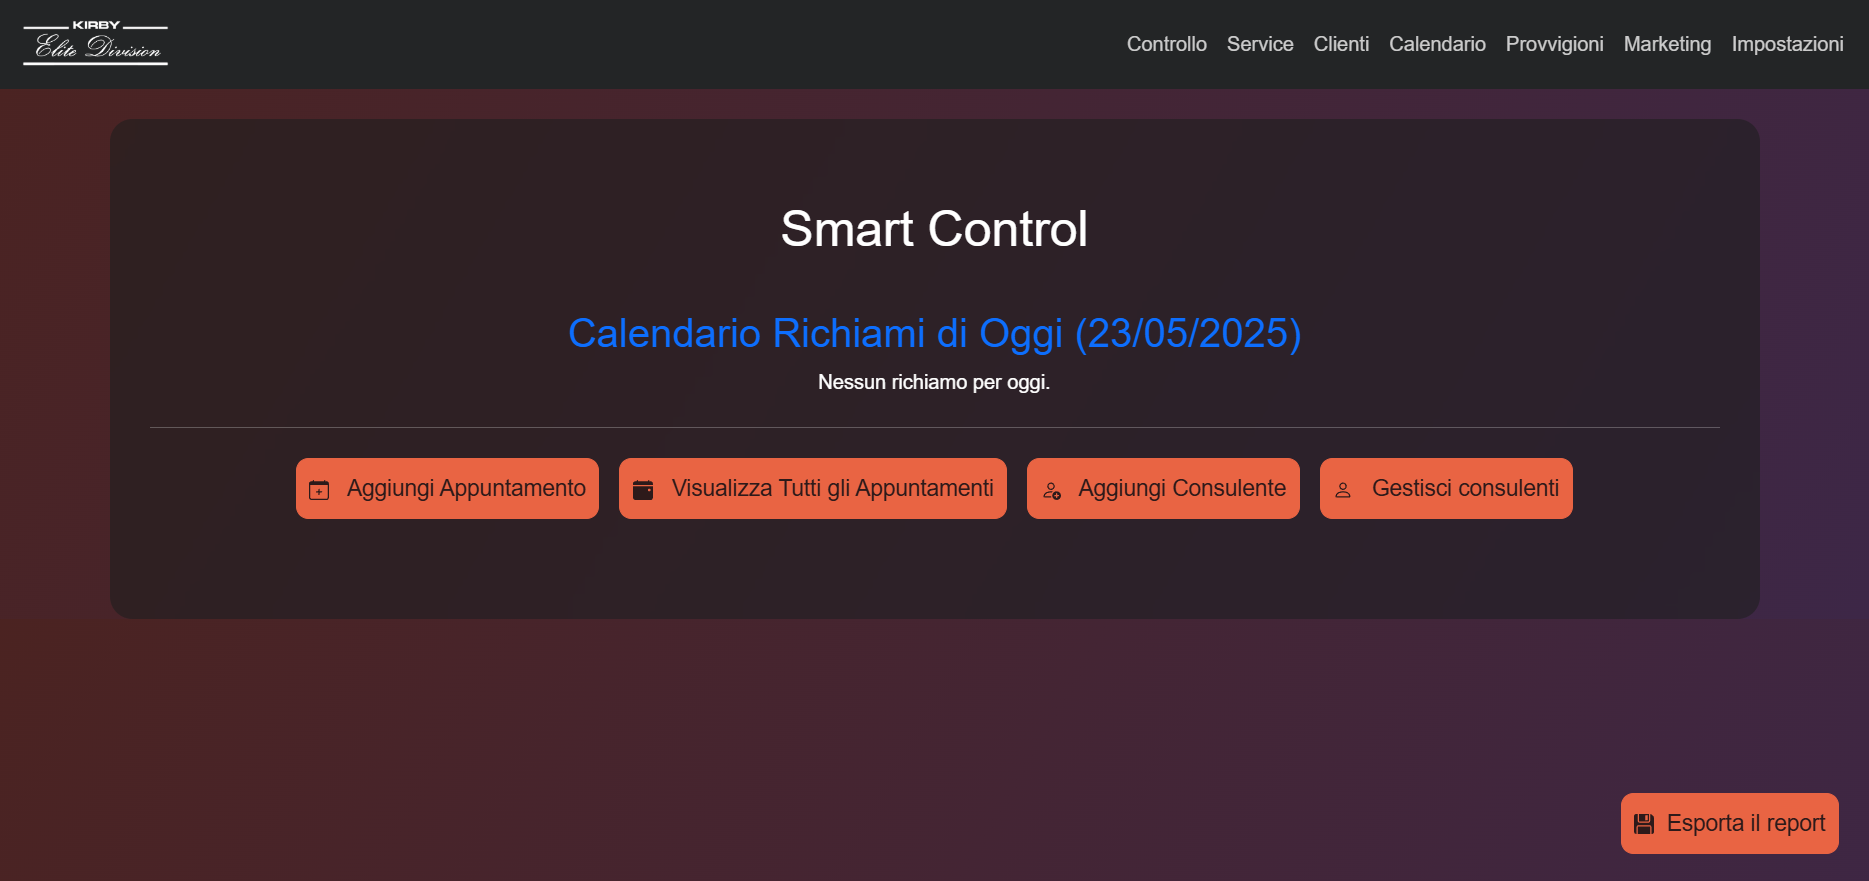 KIRBY
Elite Division
Controllo Service Clienti Calendario Provvigioni Marketing Impostazioni
Smart Control
Calendario Richiami di Oggi (23/05/2025)
Nessun richiamo per oggi.
Aggiungi Appuntamento Visualizza Tutti gli Appuntamenti Aggiungi Consulente Gestisci consulenti
Esporta il report